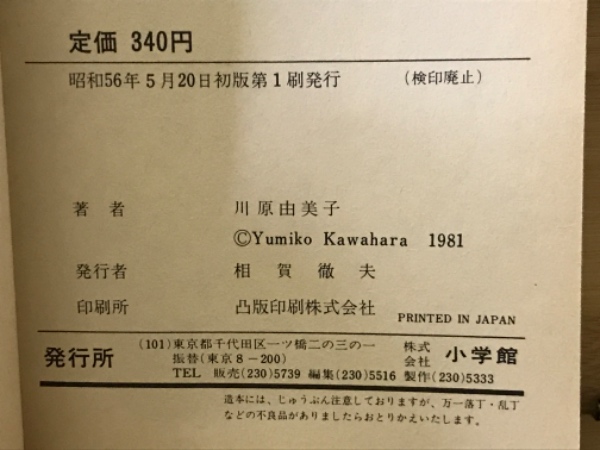 定価 340円
昭和56年5月20日初版第1刷発行 (検印廃止)
著者 川原由美子
©Yumiko Kawahara 1981
発行者 相賀徹夫
印刷所 凸版印刷株式会社 PRINTED IN JAPAN
発行所 (101)東京都千代田区一ツ橋二の三の一 株式会社 小学館
振替(東京8-200)
TEL 販売(230)5739 編集(230)5516 製作(230)5333
造本には、じゅうぶん注意しておりますが、万一落丁・乱丁
などの不良品がありましたらおとりかえいたします。